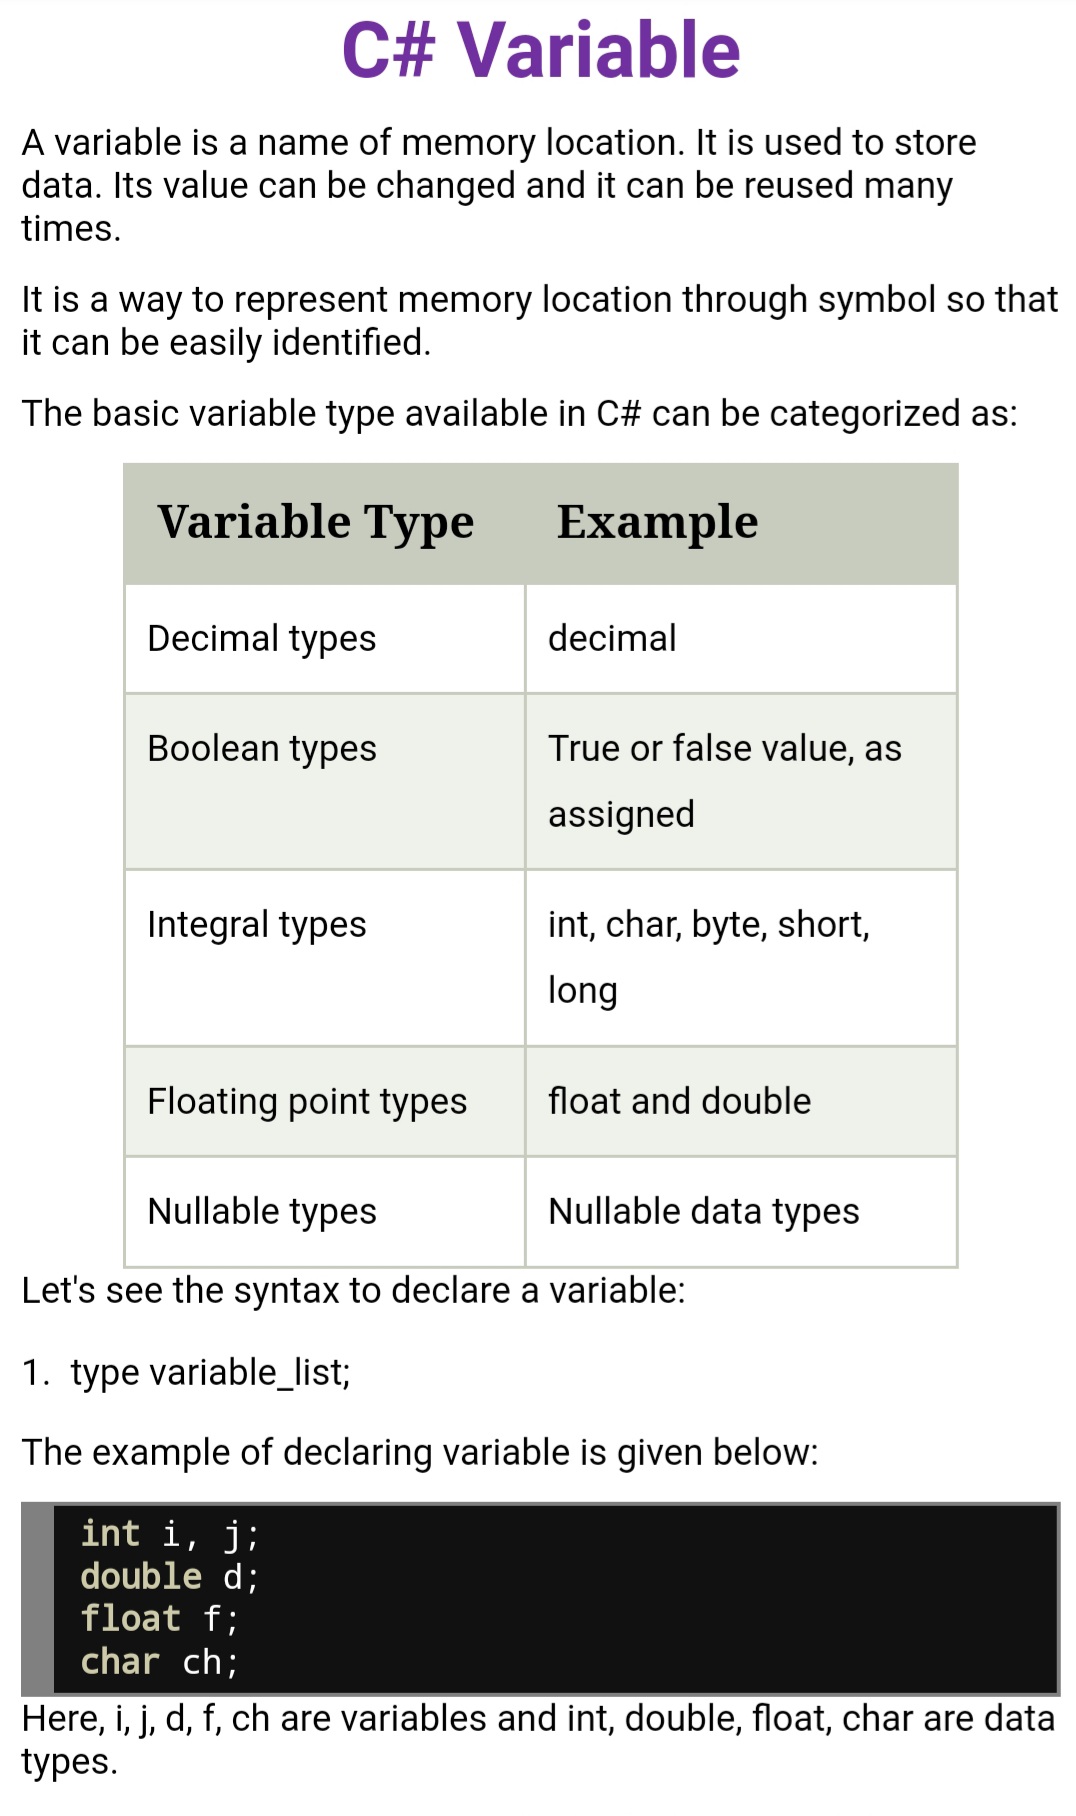 C# Variable
A variable is a name of memory location. It is used to store
data. Its value can be changed and it can be reused many
times.
It is a way to represent memory location through symbol so that
it can be easily identified.
The basic variable type available in C# can be categorized as:
Variable Type Example
Decimal types decimal
Boolean types True or false value, as
assigned
Integral types int, char, byte, short,
long
Floating point types float and double
Nullable types Nullable data types
Let's see the syntax to declare a variable:
1. type variable_list;
The example of declaring variable is given below:
int i, j;
double d;
float f;
char ch;
Here, i, j, d, f, ch are variables and int, double, float, char are data
types.